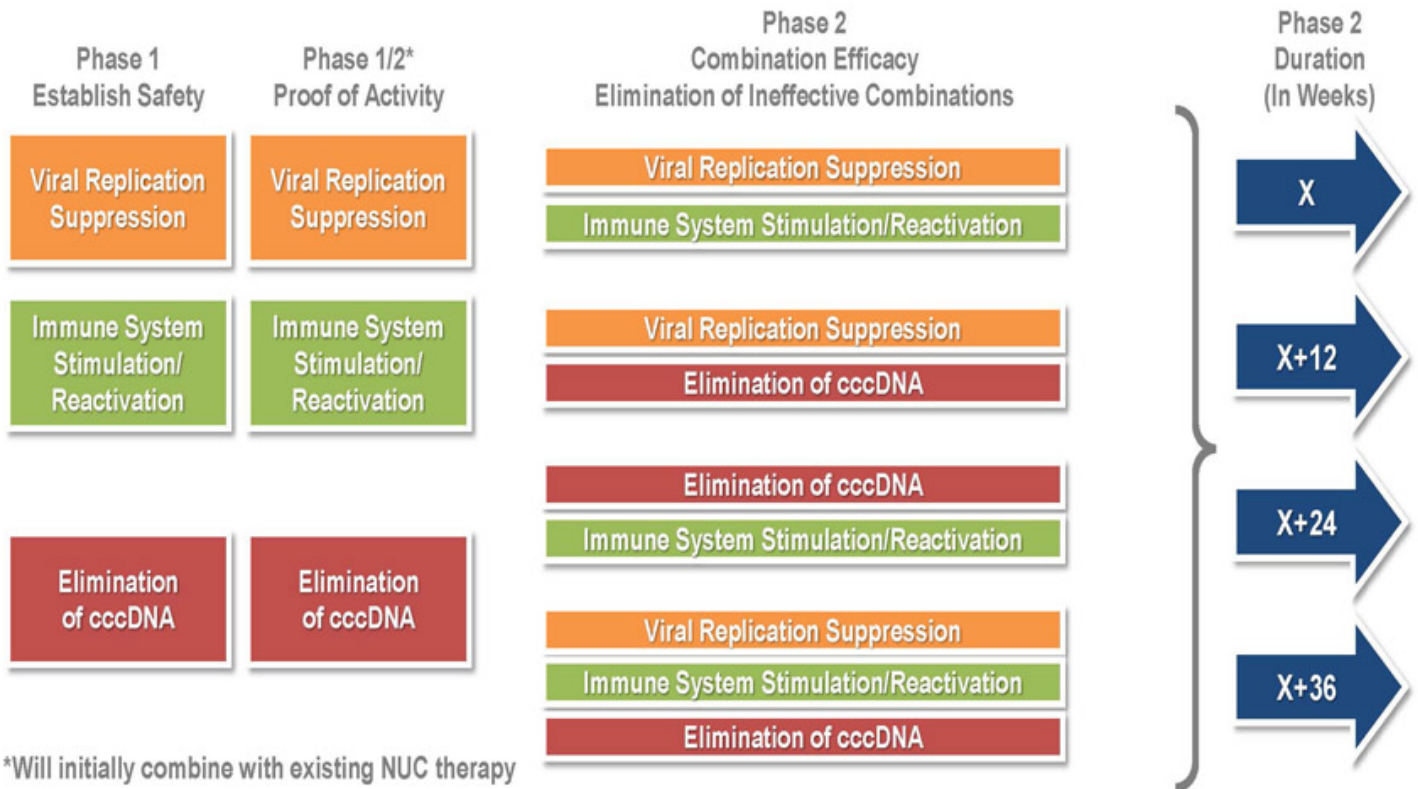 Phase 1
Establish Safety
Phase 1/2*
Proof of Activity
Phase 2
Combination Efficacy
Elimination of Ineffective Combinations
Phase 2
Duration
(In Weeks)
Viral Replication
Suppression
Immune System
Stimulation/
Reactivation
Elimination
of cccDNA
Viral Replication
Suppression
Immune System
Stimulation/
Reactivation
Elimination
of cccDNA
Viral Replication Suppression
Immune System Stimulation/Reactivation
Viral Replication Suppression
Elimination of cccDNA
Elimination of cccDNA
Immune System Stimulation/Reactivation
Viral Replication Suppression
Immune System Stimulation/Reactivation
Elimination of cccDNA
X
X+12
X+24
X+36
*Will initially combine with existing NUC therapy